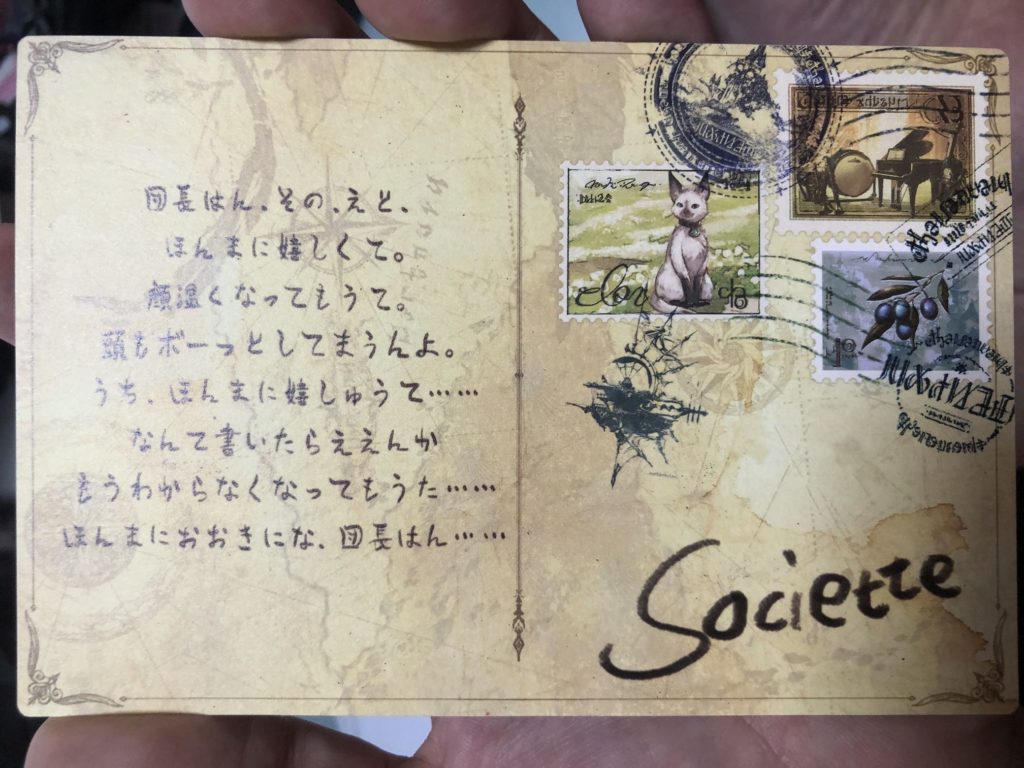 団長はん、その、えと、
ほんまに嬉しくて。
顔温くなってもうて。
頭もボーっとしてまうんよ。
うち、ほんまに嬉しゅうて……
なんて書いたらええんか
もうわからなくなってもうた……
ほんまにおおきにな、団長はん……
Societte